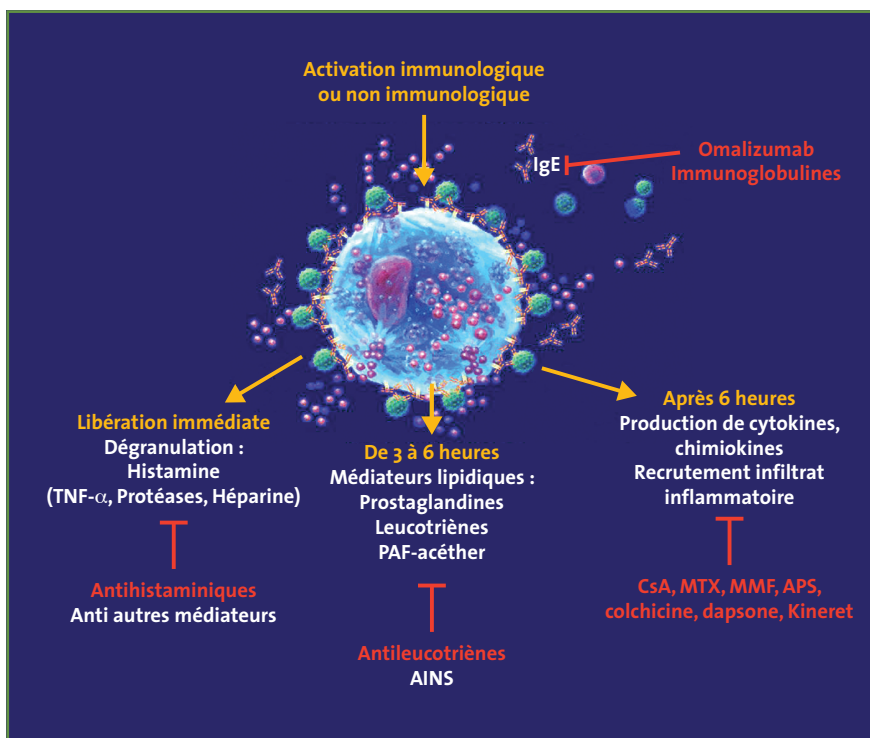 Activation immunologique
ou non immunologique
IgE
Omalizumab
Immunoglobulines
Libération immédiate
Dégranulation :
Histamine
(TNF-α, Protéases, Héparine)
Antihistaminiques
Anti autres médiateurs
De 3 à 6 heures
Médiateurs lipidiques :
Prostaglandines
Leucotriènes
PAF-acéther
Antileucotriènes
AINS
Après 6 heures
Production de cytokines,
chimiokines
Recrutement infiltrat
inflammatoire
CsA, MTX, MMF, APS,
colchicine, dapsone, Kineret